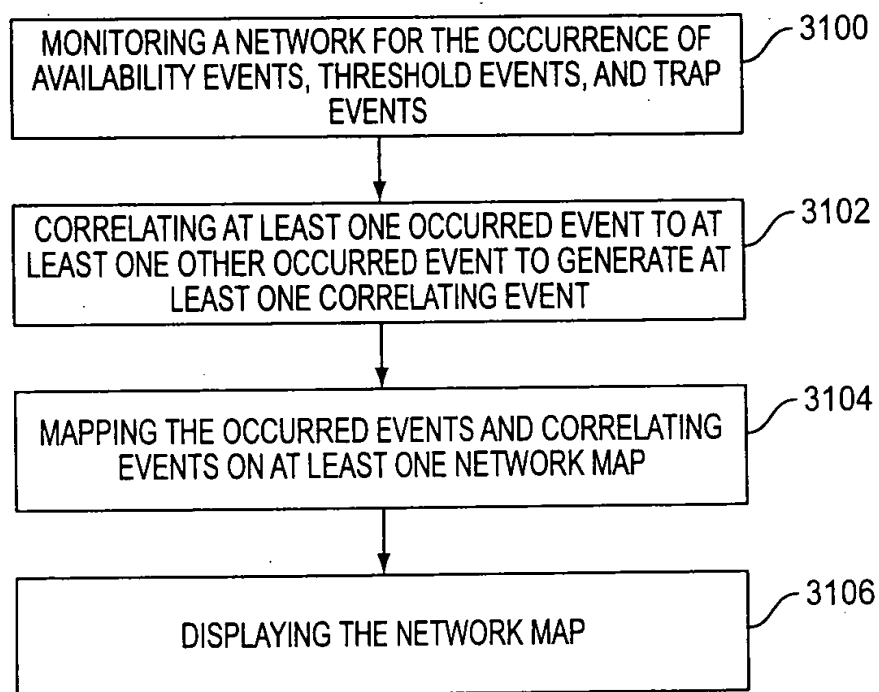 MONITORING A NETWORK FOR THE OCCURRENCE OF
AVAILABILITY EVENTS, THRESHOLD EVENTS, AND TRAP
EVENTS
3100
CORRELATING AT LEAST ONE OCCURRED EVENT TO AT
LEAST ONE OTHER OCCURRED EVENT TO GENERATE AT
LEAST ONE CORRELATING EVENT
3102
MAPPING THE OCCURRED EVENTS AND CORRELATING
EVENTS ON AT LEAST ONE NETWORK MAP
3104
DISPLAYING THE NETWORK MAP
3106